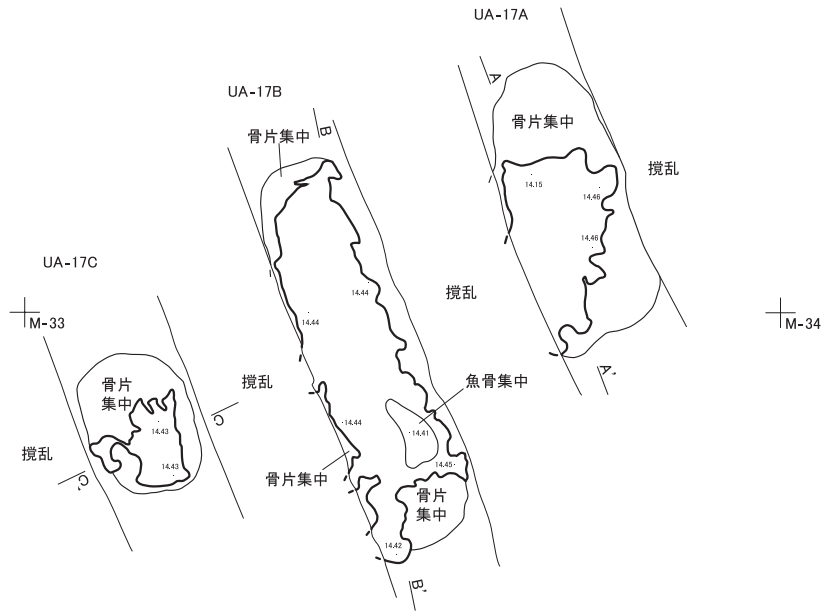 UA-17A
A
骨片集中
撹乱
14.15
14.46
14.46
A'
M-34
UA-17B
骨片集中
B
撹乱
14.44
14.44
魚骨集中
14.44
14.41
14.45
骨片集中
骨片
集中
14.42
B'
UA-17C
M-33
骨片
集中
撹乱
14.43
14.43
C
撹乱
C'